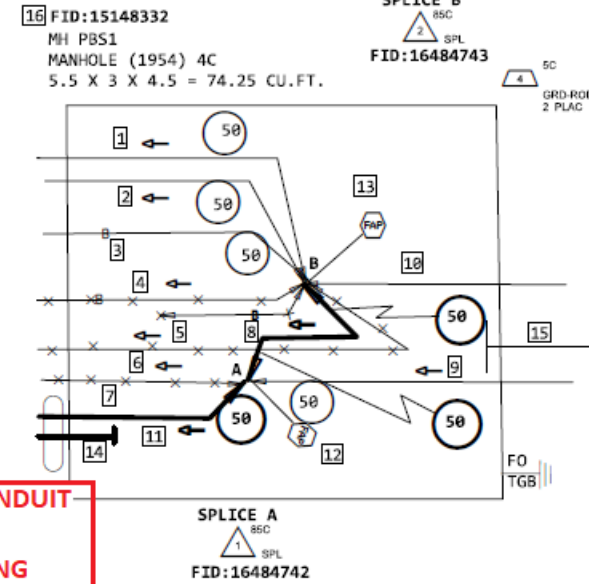 SPLICE B
85C
2
SPL
FID:16484743
16 FID:15148332
MH PBS1
MANHOLE (1954) 4C
5.5 X 3 X 4.5 = 74.25 CU.FT.
5C
4
GRD-ROD
2 PLAC
1
50
2
50
13
3
50
FAP
B
B
10
4
B
5
B
8
50
15
6
A
9
7
50
50
50
11
FAP
12
14
FO
TGB
NDUIT
NG
SPLICE A
85C
1
SPL
FID:16484742